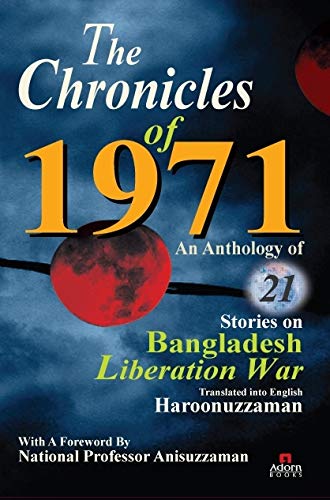 The
Chronicles
of
1971
An Anthology of
21
Stories on
Bangladesh
Liberation War
Translated into English
Haroonuzzaman
With A Foreword By
National Professor Anisuzzaman
Adorn
BOOKS